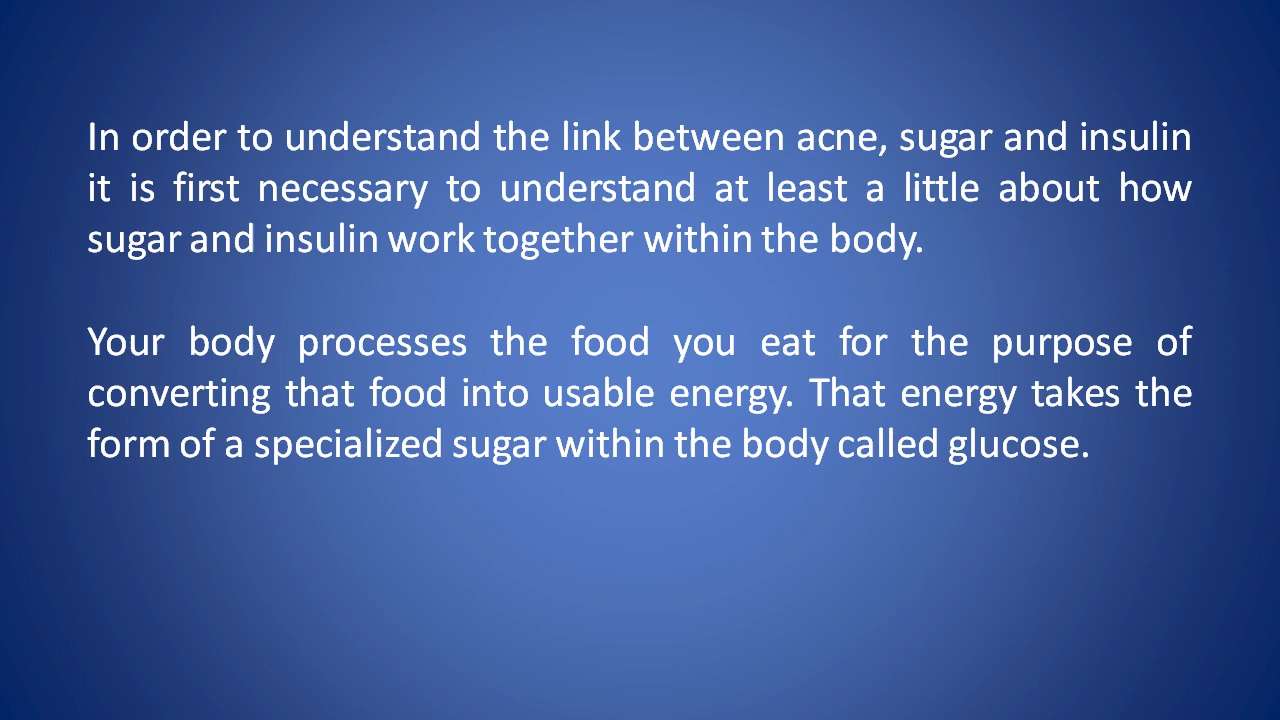 In order to understand the link between acne, sugar and insulin
it is first necessary to understand at least a little about how
sugar and insulin work together within the body.
Your body processes the food you eat for the purpose of
converting that food into usable energy. That energy takes the
form of a specialized sugar within the body called glucose.